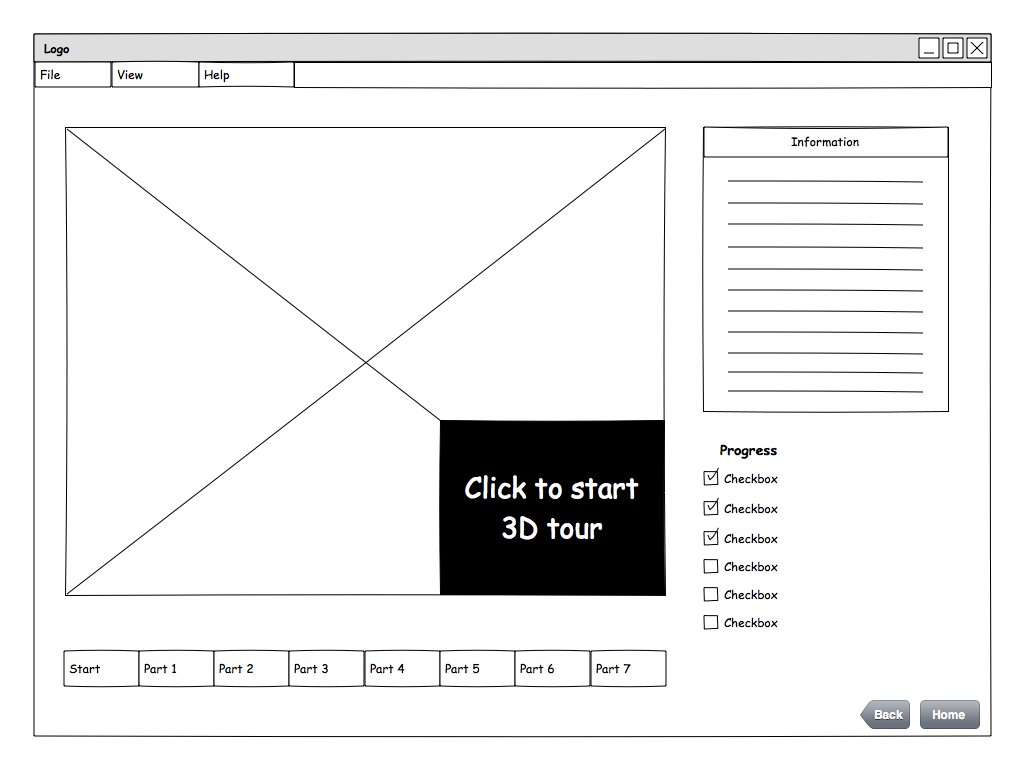 Logo
File
View
Help
Information
Click to start
3D tour
Progress
Checkbox
Checkbox
Checkbox
Checkbox
Checkbox
Checkbox
Start
Part 1
Part 2
Part 3
Part 4
Part 5
Part 6
Part 7
Back
Home